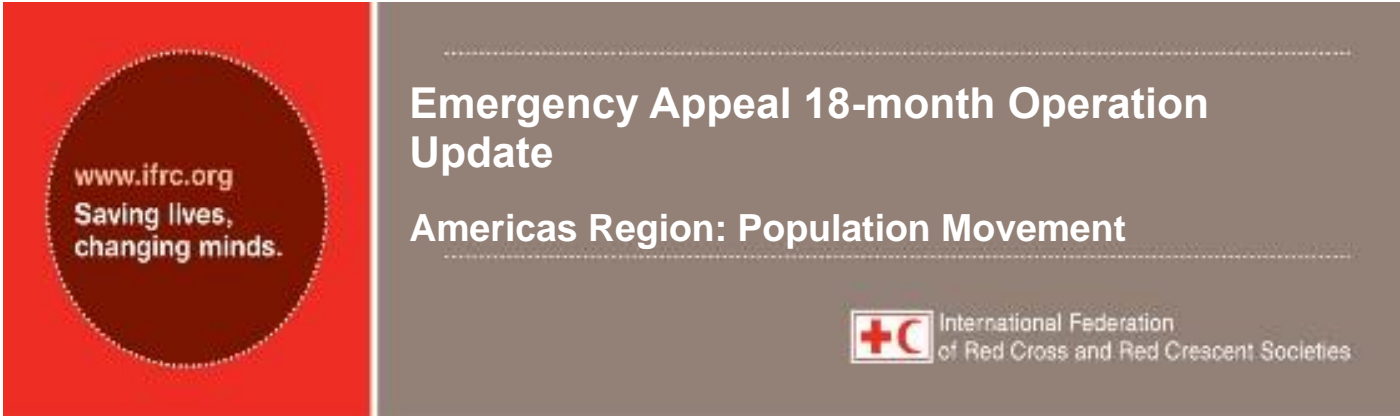 www.ifrc.org
Saving lives,
changing minds.
Emergency Appeal 18-month Operation
Update
Americas Region: Population Movement
International Federation
of Red Cross and Red Crescent Societies